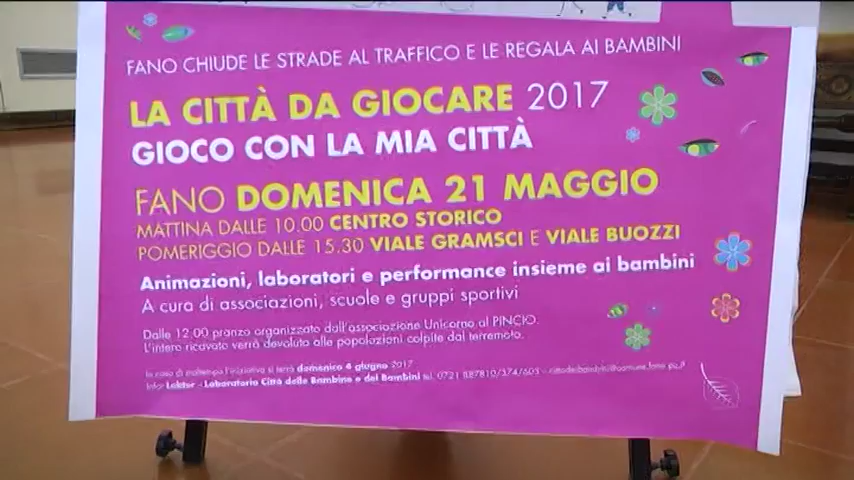 FANO CHIUDE LE STRADE AL TRAFFICO E LE REGALA AI BAMBINI
LA CITTÀ DA GIOCARE 2017
GIOCO CON LA MIA CITTÀ
FANO DOMENICA 21 MAGGIO
MATTINA DALLE 10.00 CENTRO STORICO
POMERIGGIO DALLE 15.30 VIALE GRAMSCI E VIALE BUOZZI
Animazioni, laboratori e performance insieme ai bambini
A cura di associazioni, scuole e gruppi sportivi
Dalle 12.00 pranzo organizzato dall'associazione Unicorno al PINCIO.
L'intero ricavato verrà devoluto alle popolazioni colpite dal terremoto.
In caso di maltempo l'iniziativa si terrà domenica 4 giugno 2017
Info: - Laboratorio Città delle Bambine e dei Bambini tel. 0721